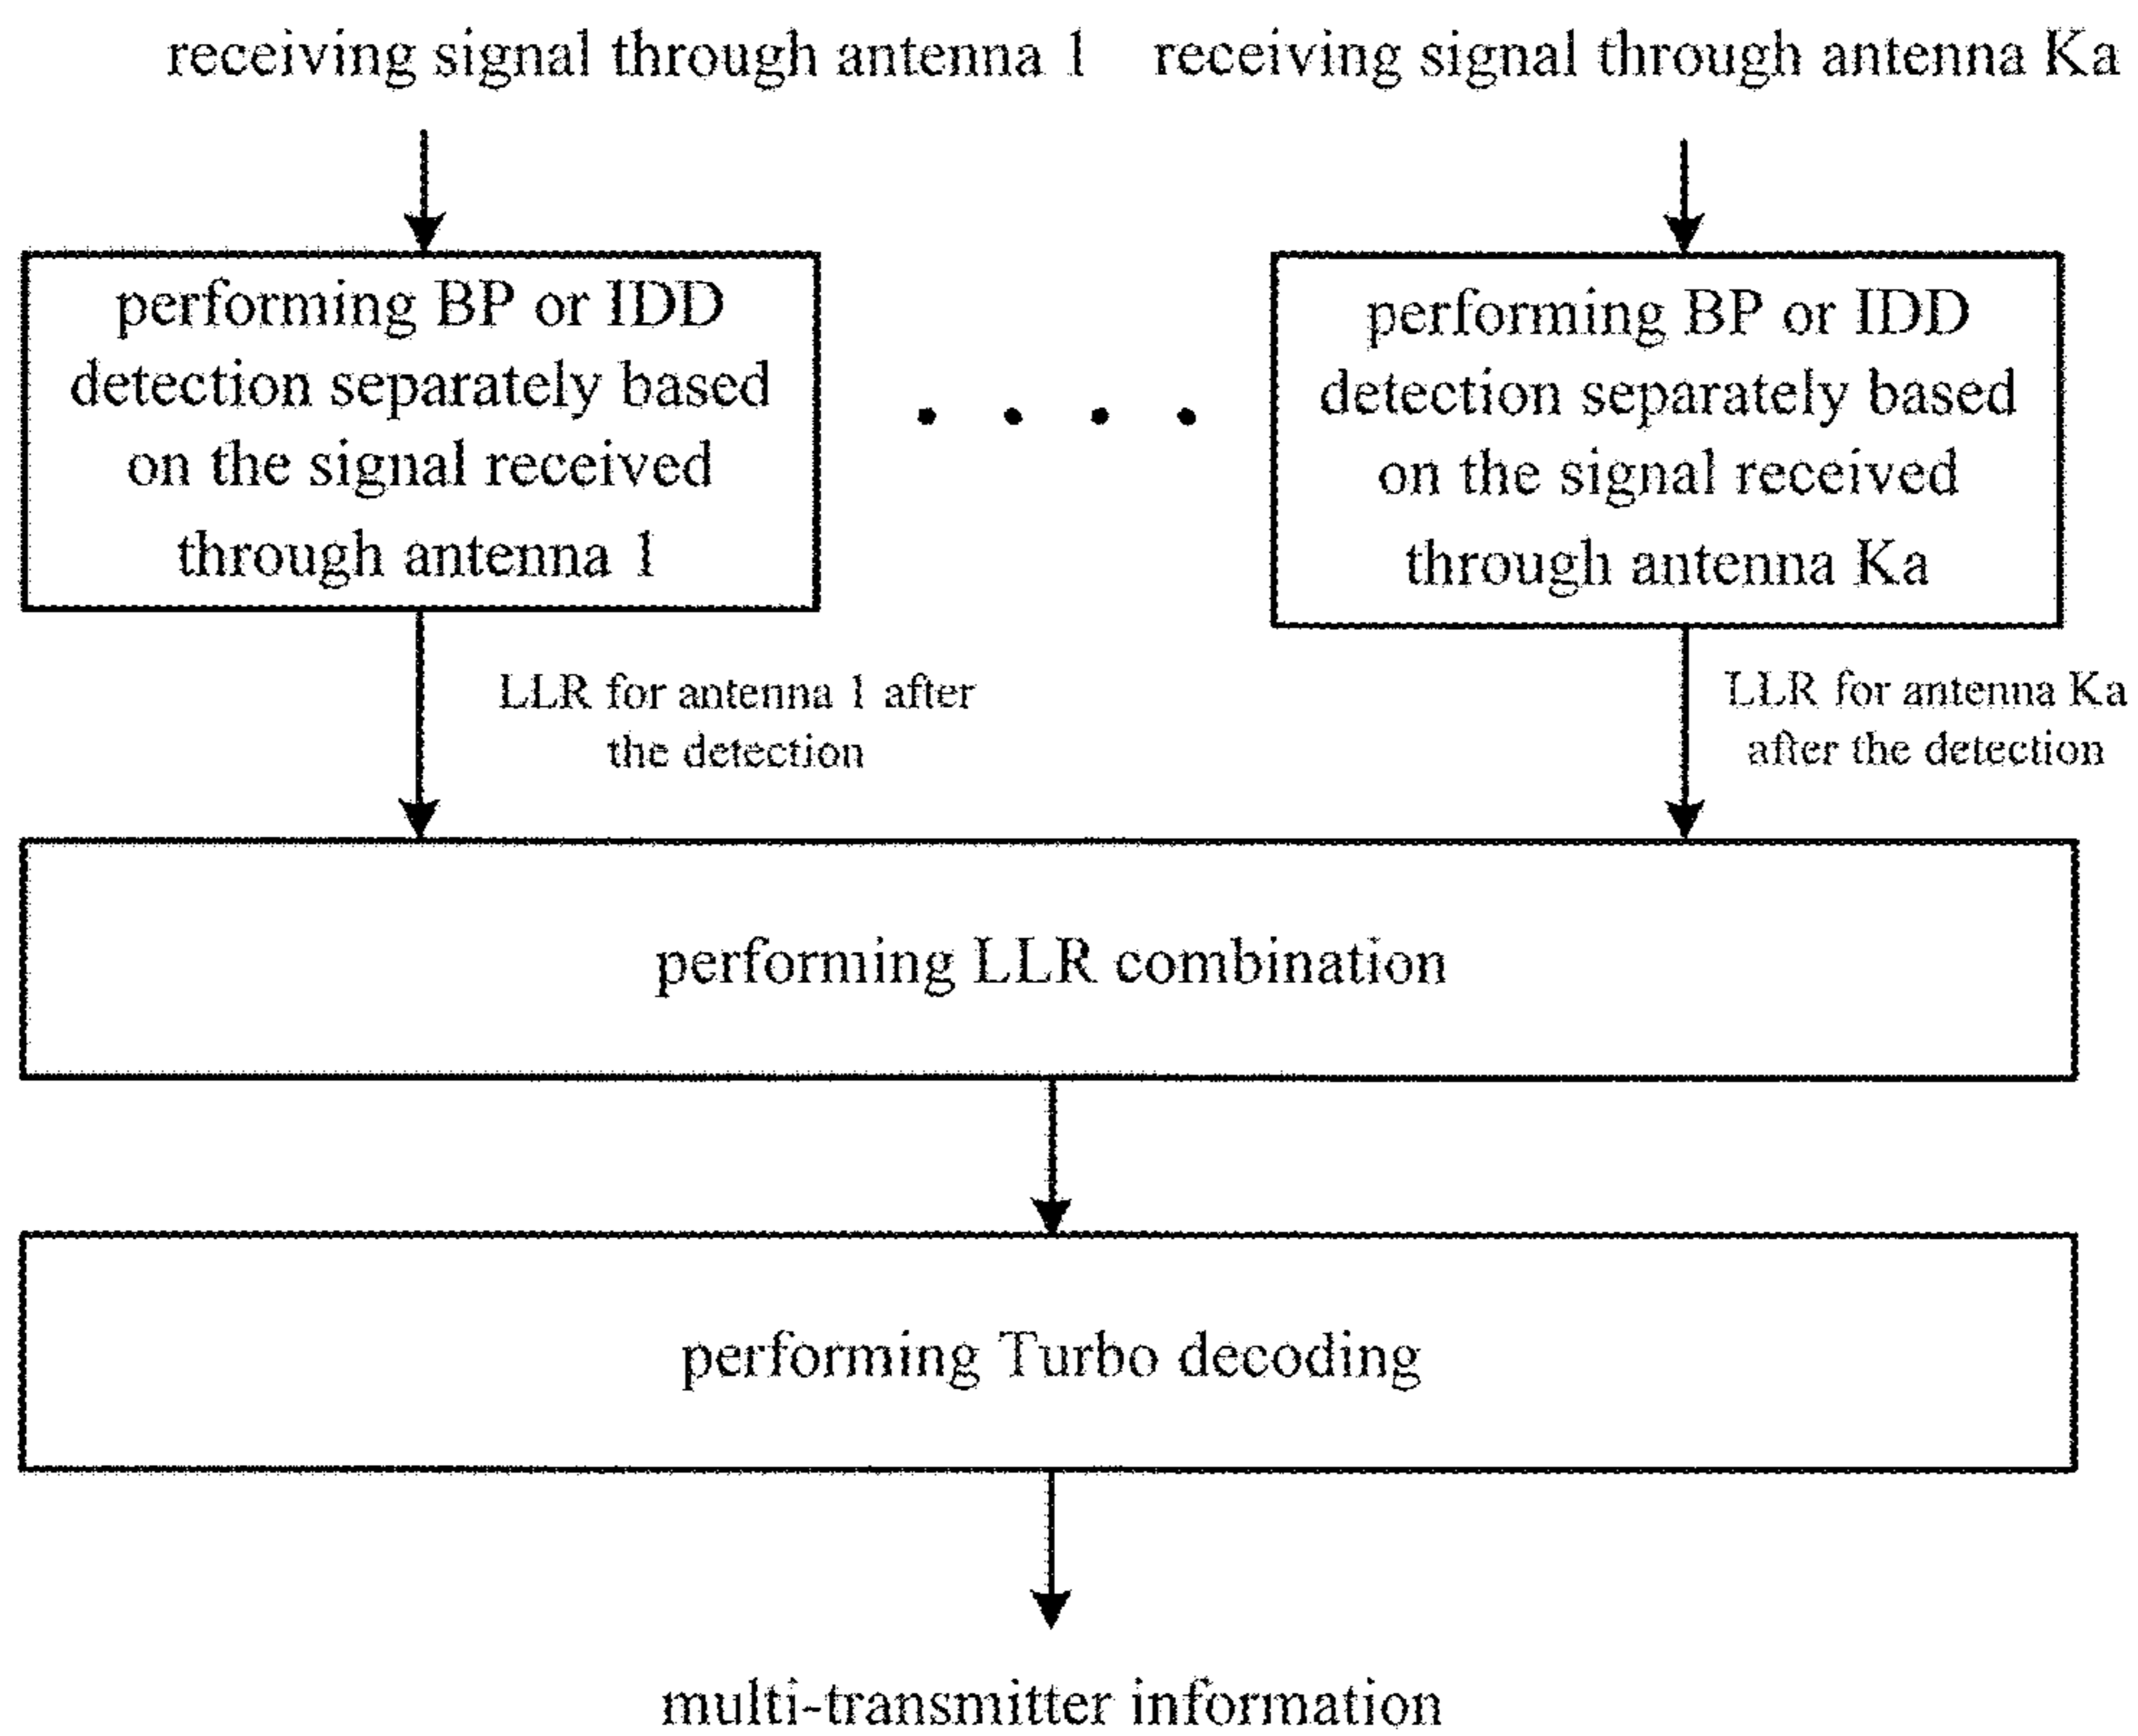 receiving signal through antenna 1
receiving signal through antenna Ka
performing BP or IDD
detection separately based
on the signal received
through antenna 1
performing BP or IDD
detection separately based
on the signal received
through antenna Ka
LLR for antenna 1 after
the detection
LLR for antenna Ka
after the detection
performing LLR combination
performing Turbo decoding
multi-transmitter information